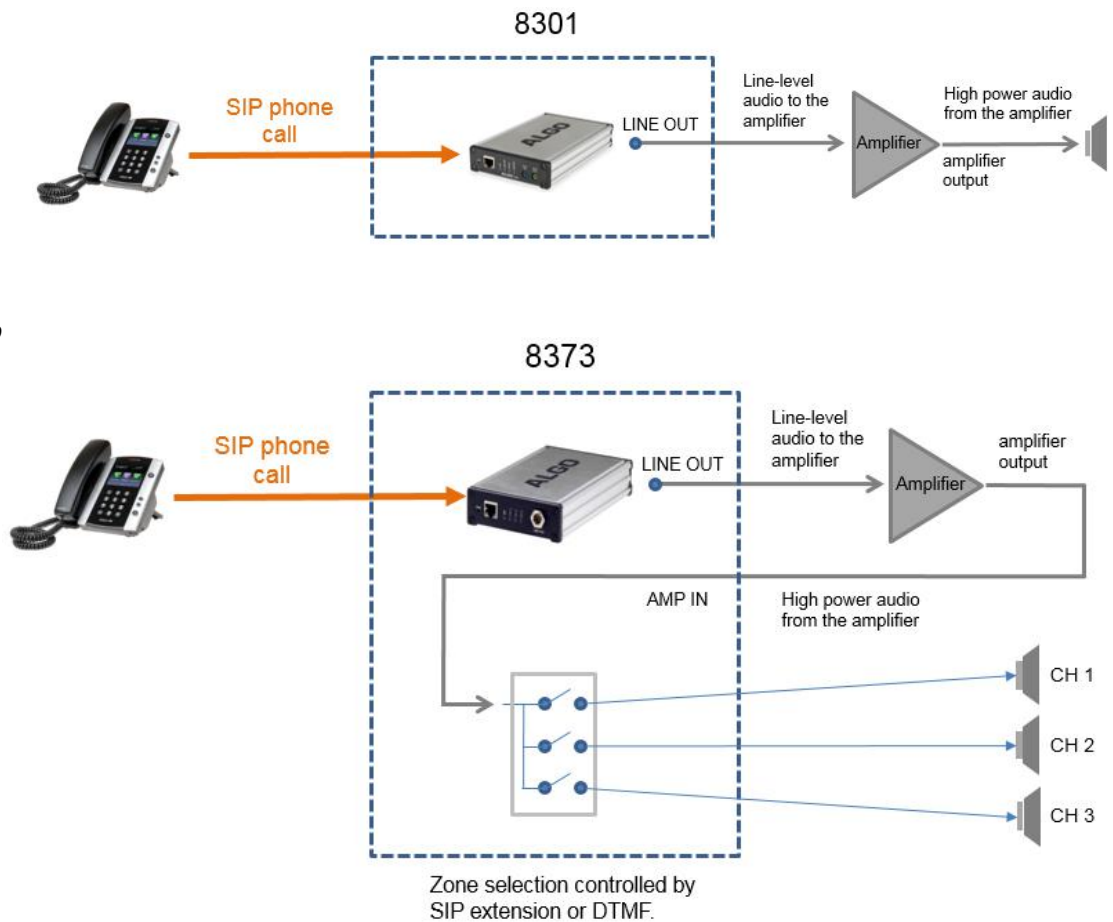 8301
SIP phone
call
ALGO
LINE OUT
Line-level
audio to the
amplifier
Amplifier
High power audio
from the amplifier
amplifier
output
8373
SIP phone
call
ALGO
LINE OUT
Line-level
audio to the
amplifier
Amplifier
amplifier
output
AMP IN
High power audio
from the amplifier
CH 1
CH 2
CH 3
Zone selection controlled by
SIP extension or DTMF.